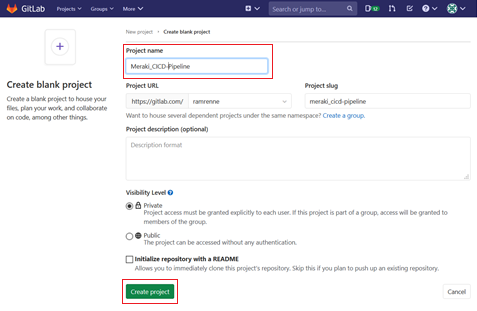 GitLab Projects Groups More Search or jump to...
New project › Create blank project
Project name
Meraki_CICD-Pipeline
Create blank project
Create a blank project to house your
files, plan your work, and collaborate
on code, among other things.
Project URL Project slug
https://gitlab.com/ ramrenne meraki_cicd-pipeline
Want to house several dependent projects under the same namespace? Create a group.
Project description (optional)
Description format
Visibility Level
Private
Project access must be granted explicitly to each user. If this project is part of a group, access will be granted to
members of the group.
Public
The project can be accessed without any authentication.
Initialize repository with a README
Allows you to immediately clone this project's repository. Skip this if you plan to push up an existing repository.
Create project Cancel